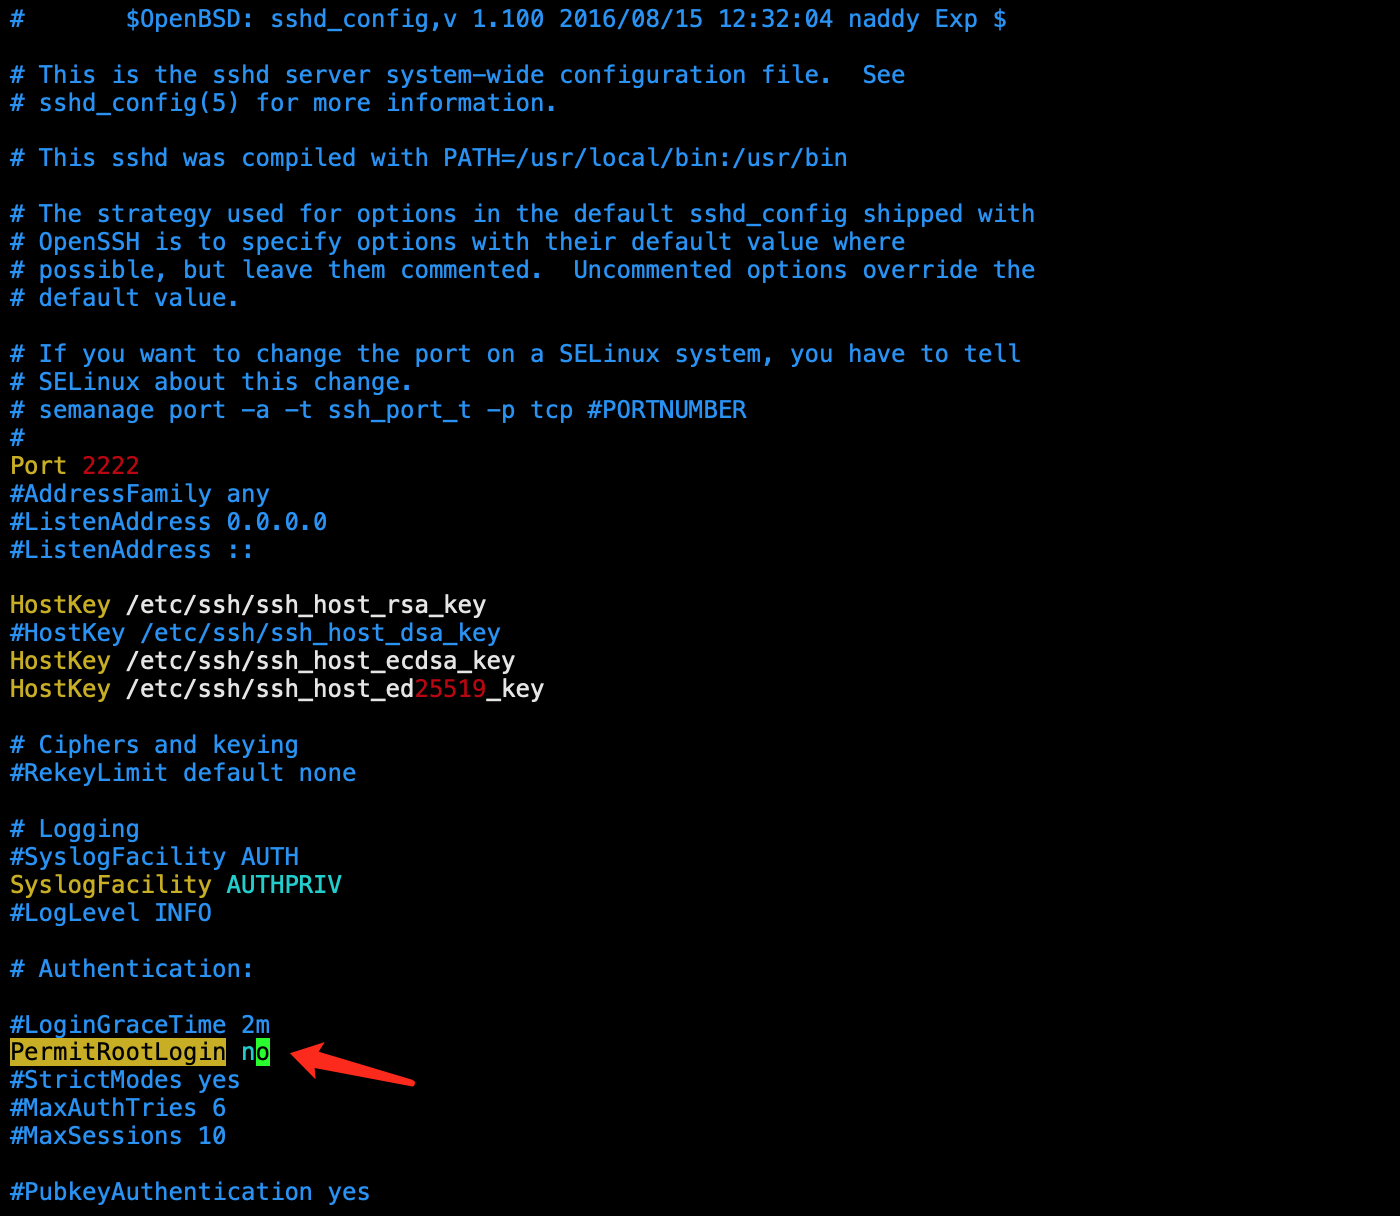 #       $OpenBSD: sshd_config,v 1.100 2016/08/15 12:32:04 naddy Exp $
# This is the sshd server system-wide configuration file.  See
# sshd_config(5) for more information.
# This sshd was compiled with PATH=/usr/local/bin:/usr/bin
# The strategy used for options in the default sshd_config shipped with
# OpenSSH is to specify options with their default value where
# possible, but leave them commented.  Uncommented options override the
# default value.
# If you want to change the port on a SELinux system, you have to tell
# SELinux about this change.
# semanage port -a -t ssh_port_t -p tcp #PORTNUMBER
#
Port 2222
#AddressFamily any
#ListenAddress 0.0.0.0
#ListenAddress ::
HostKey /etc/ssh/ssh_host_rsa_key
#HostKey /etc/ssh/ssh_host_dsa_key
HostKey /etc/ssh/ssh_host_ecdsa_key
HostKey /etc/ssh/ssh_host_ed25519_key
# Ciphers and keying
#RekeyLimit default none
# Logging
#SyslogFacility AUTH
SyslogFacility AUTHPRIV
#LogLevel INFO
# Authentication:
#LoginGraceTime 2m
PermitRootLogin no
#StrictModes yes
#MaxAuthTries 6
#MaxSessions 10
#PubkeyAuthentication yes